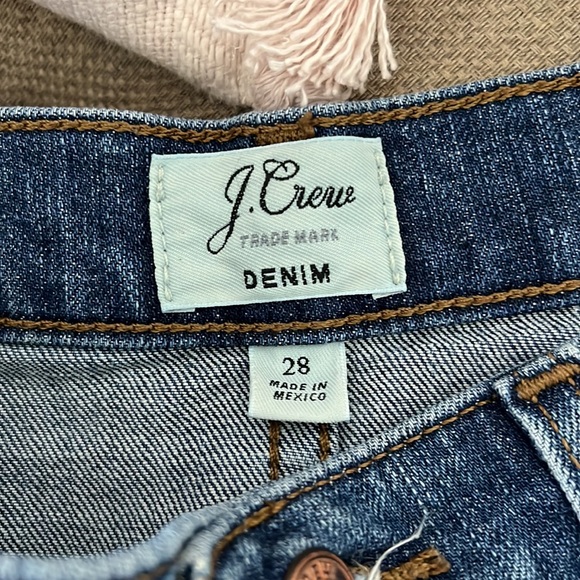 J.Crew
TRADE MARK
DENIM
28
MADE IN
MEXICO